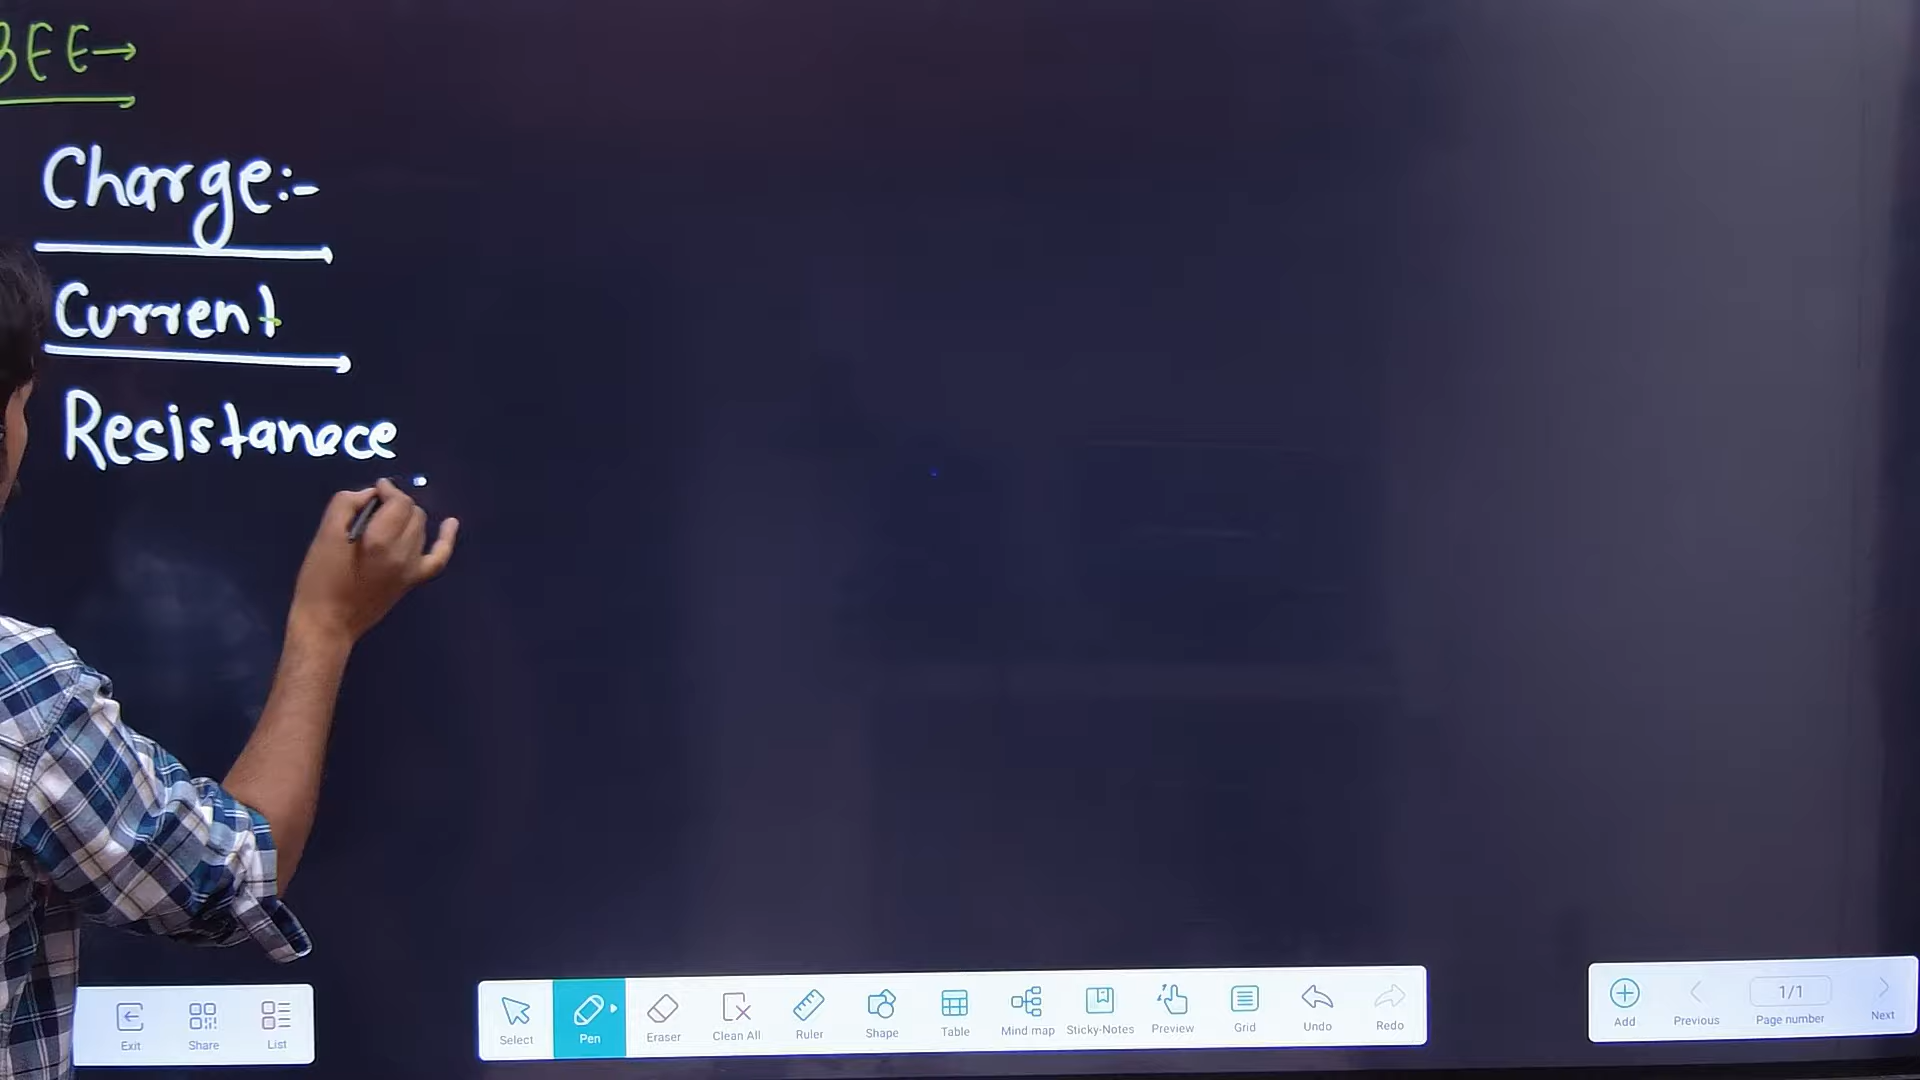 BEE→
Charge:-
Current
Resistanece
Exit
Share
List
Select
Pen
Eraser
Clean All
Ruler
Shape
Table
Mind map
Sticky-Notes
Preview
Grid
Undo
Redo
Add
Previous
1/1
Page number
Next